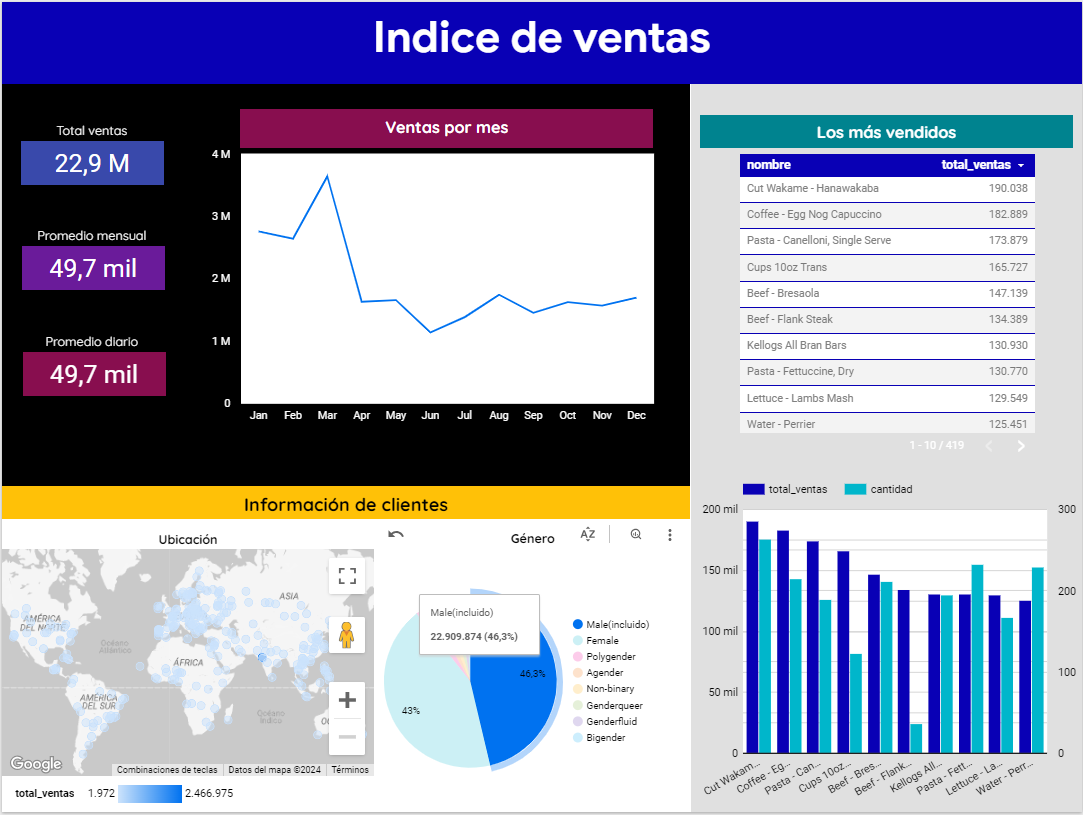 Indice de ventas
Total ventas
22,9 M
Promedio mensual
49,7 mil
Promedio diario
49,7 mil
Ventas por mes
4 M
3 M
2 M
1 M
0
Jan Feb Mar Apr May Jun Jul Aug Sep Oct Nov Dec
Los más vendidos
nombre total_ventas
Cut Wakame - Hanawakaba 190.038
Coffee - Egg Nog Capuccino 182.889
Pasta - Canelloni, Single Serve 173.879
Cups 10oz Trans 165.727
Beef - Bresaola 147.139
Beef - Flank Steak 134.389
Kellogs All Bran Bars 130.930
Pasta - Fettuccine, Dry 130.770
Lettuce - Lambs Mash 129.549
Water - Perrier 125.451
1 - 10 / 419
total_ventas cantidad
200 mil
150 mil
100 mil
50 mil
0
300
200
100
0
Cut Wakam...
Coffee - Eg...
Pasta - Can...
Cups 10oz...
Beef - Bres...
Beef - Flank...
Kellogs All...
Pasta - Fett...
Lettuce - La...
Water - Perr...
Información de clientes
Ubicación
AMÉRICA
DEL NORTE
Océano
Atlántico
ASIA
ÁFRICA
AMÉRICA
DEL SUR
Océano
Índico
Google
Combinaciones de teclas
Datos del mapa ©2024
Términos
total_ventas 1.972 2.466.975
Género
AZ
Male(incluido)
22.909.874 (46,3%)
46,3%
43%
Male(incluido)
Female
Polygender
Agender
Non-binary
Genderqueer
Genderfluid
Bigender